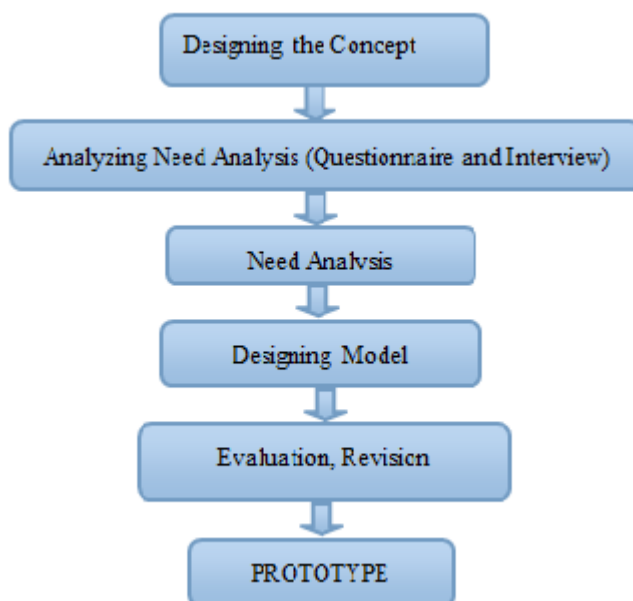 Designing the Concept
Analyzing Need Analysis (Questionnaire and Interview)
Need Analysis
Designing Model
Evaluation, Revision
PROTOTYPE